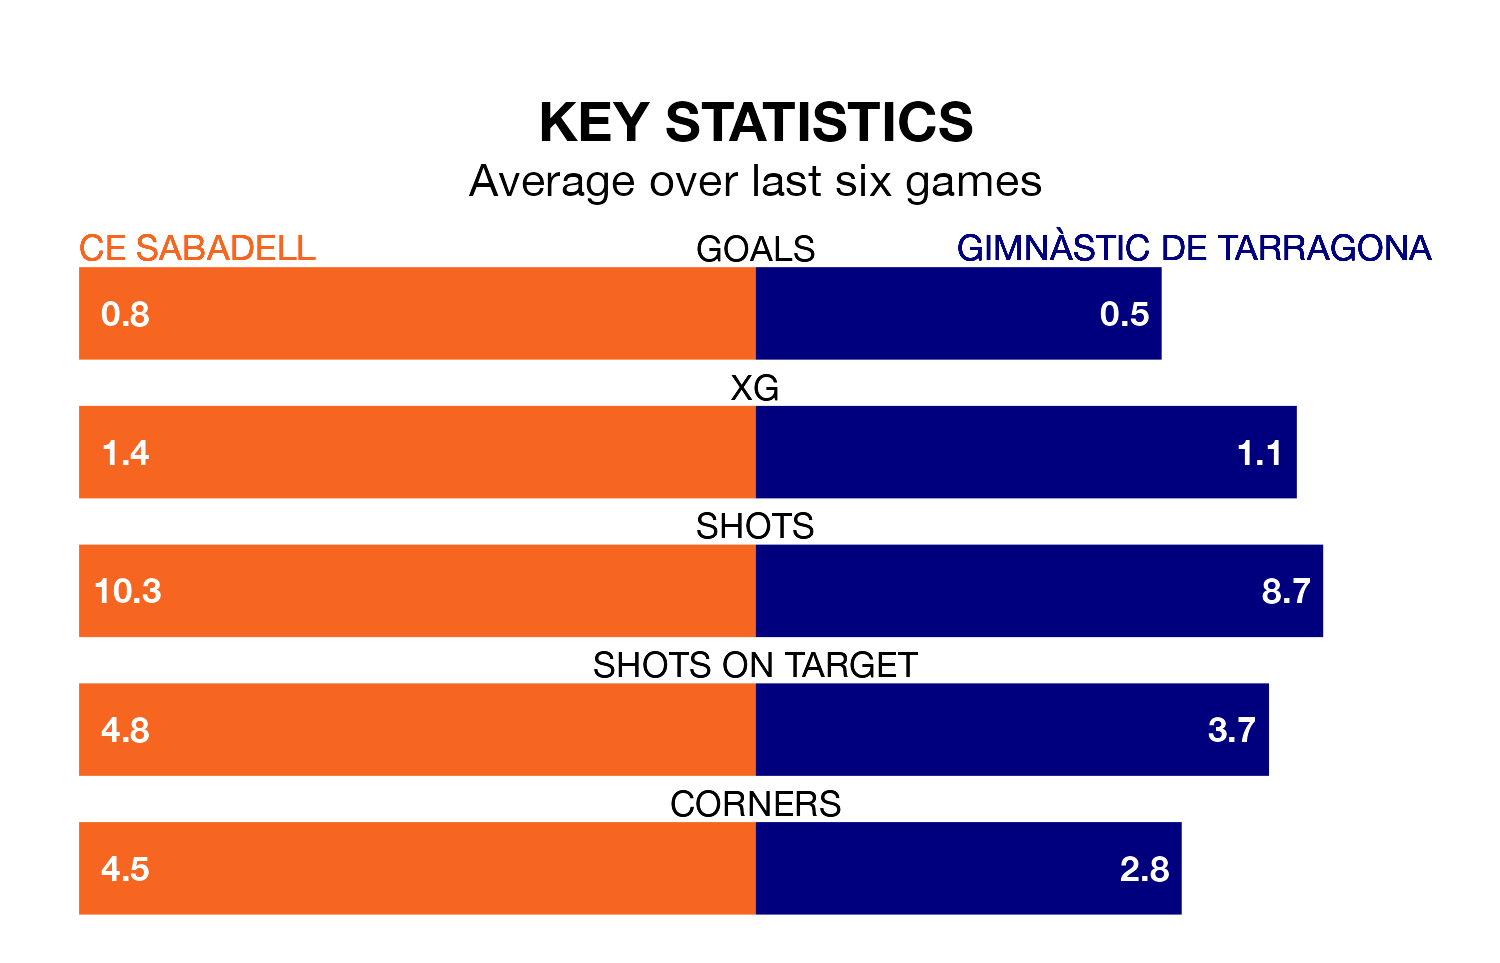 KEY STATISTICS
Average over last six games
CE SABADELL GOALS GIMNÀSTIC DE TARRAGONA
0.8 0.5
XG
1.4 1.1
SHOTS
10.3 8.7
SHOTS ON TARGET
4.8 3.7
CORNERS
4.5 2.8